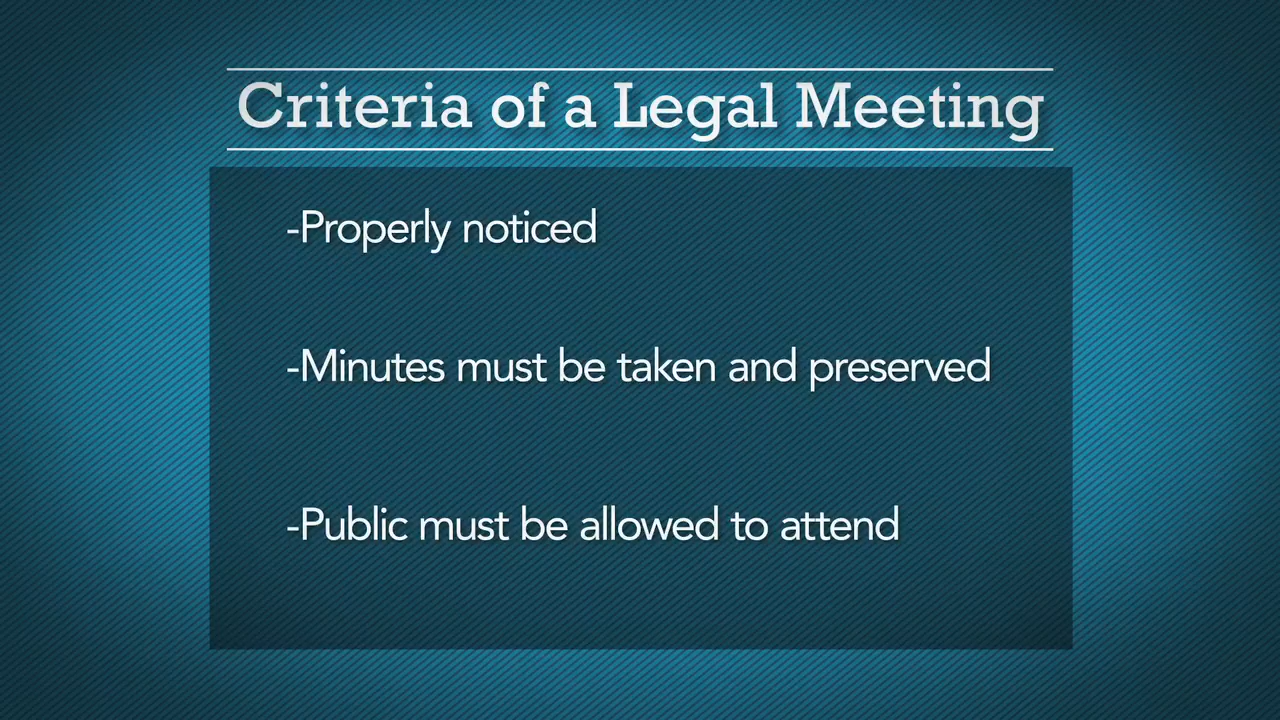 Criteria of a Legal Meeting
-Properly noticed
-Minutes must be taken and preserved
-Public must be allowed to attend